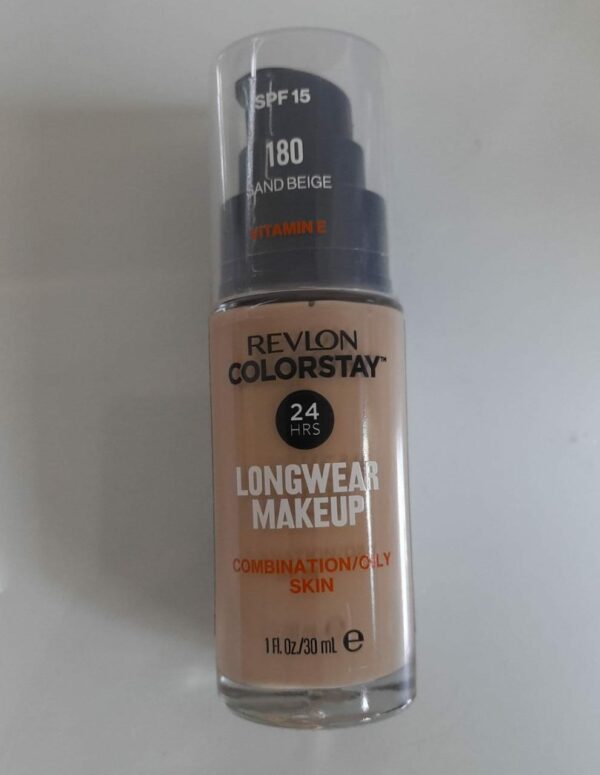 SPF 15
180
SAND BEIGE
VITAMIN E
REVLON
COLORSTAY™
24
HRS
LONGWEAR
MAKEUP
COMBINATION/OILY
SKIN
1 Fl. Oz./30 mL e